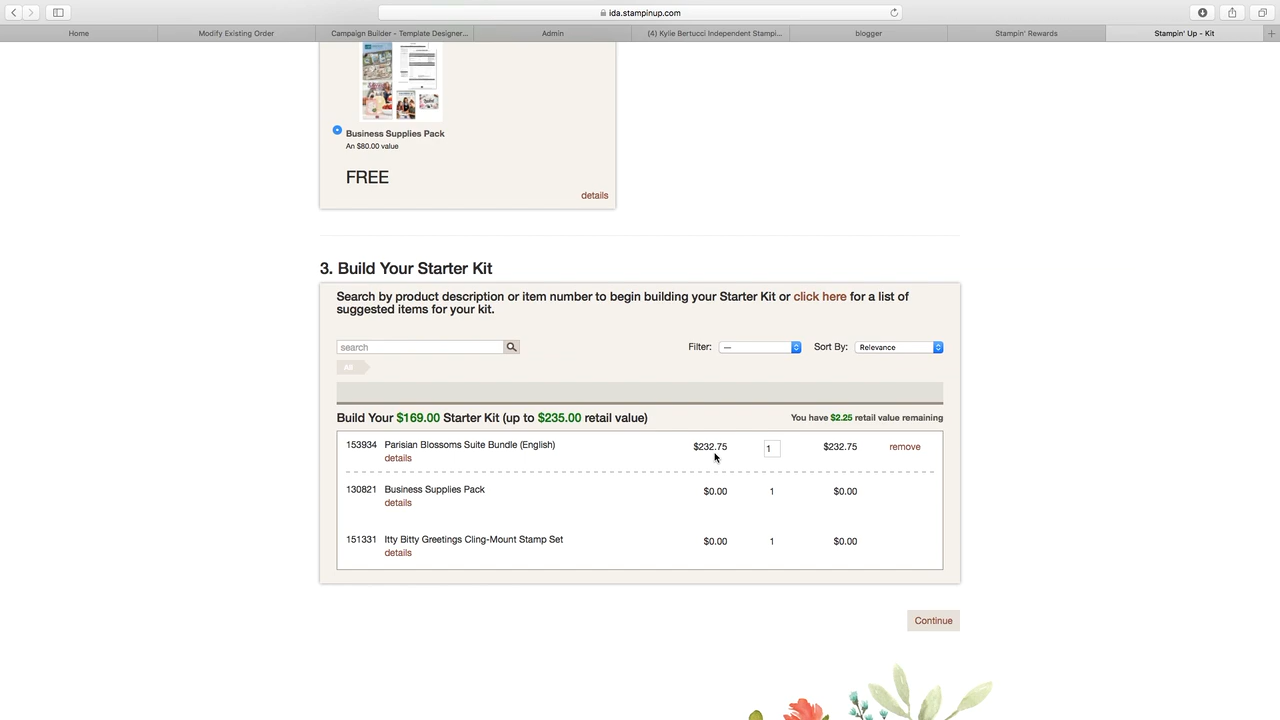 ida.stampinup.com
Home
Modify Existing Order
Campaign Builder - Template Designer...
Admin
(4) Kylie Bertucci Independent Stampi...
blogger
Stampin' Rewards
Stampin' Up - Kit
Business Supplies Pack
An $80.00 value
FREE
details
3. Build Your Starter Kit
Search by product description or item number to begin building your Starter Kit or click here for a list of
suggested items for your kit.
search
Filter: —
Sort By: Relevance
All
Build Your $169.00 Starter Kit (up to $235.00 retail value)
You have $2.25 retail value remaining
153934 Parisian Blossoms Suite Bundle (English) $232.75 1 $232.75 remove
details
130821 Business Supplies Pack $0.00 1 $0.00
details
151331 Itty Bitty Greetings Cling-Mount Stamp Set $0.00 1 $0.00
details
Continue